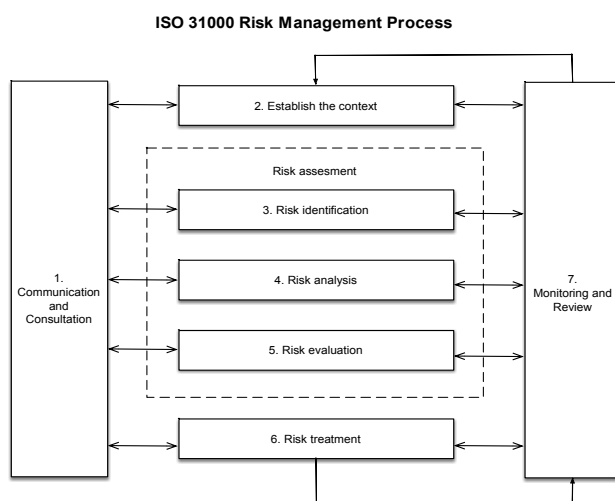 ISO 31000 Risk Management Process
2. Establish the context
Risk assesment
3. Risk identification
4. Risk analysis
5. Risk evaluation
6. Risk treatment
1.
Communication
and
Consultation
7.
Monitoring and
Review